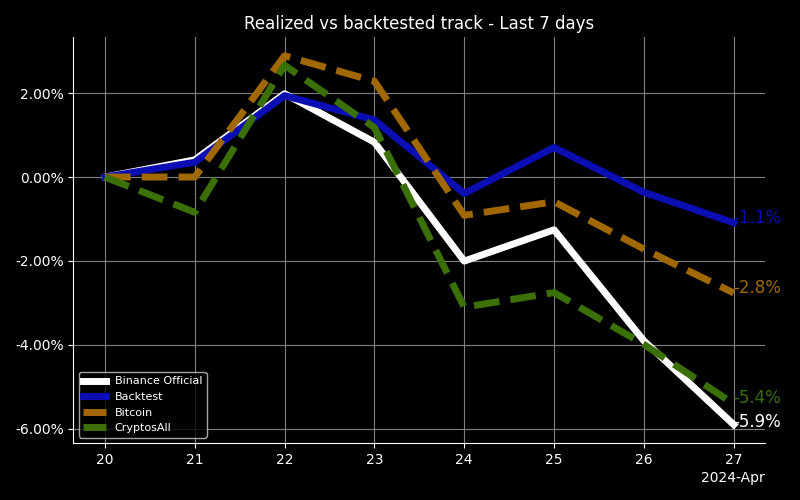 Realized vs backtested track - Last 7 days
2.00%
0.00%
-2.00%
-4.00%
-6.00%
-1.1%
-2.8%
-5.4%
-5.9%
Binance Official
Backtest
Bitcoin
CryptosAll
20 21 22 23 24 25 26 27
2024-Apr